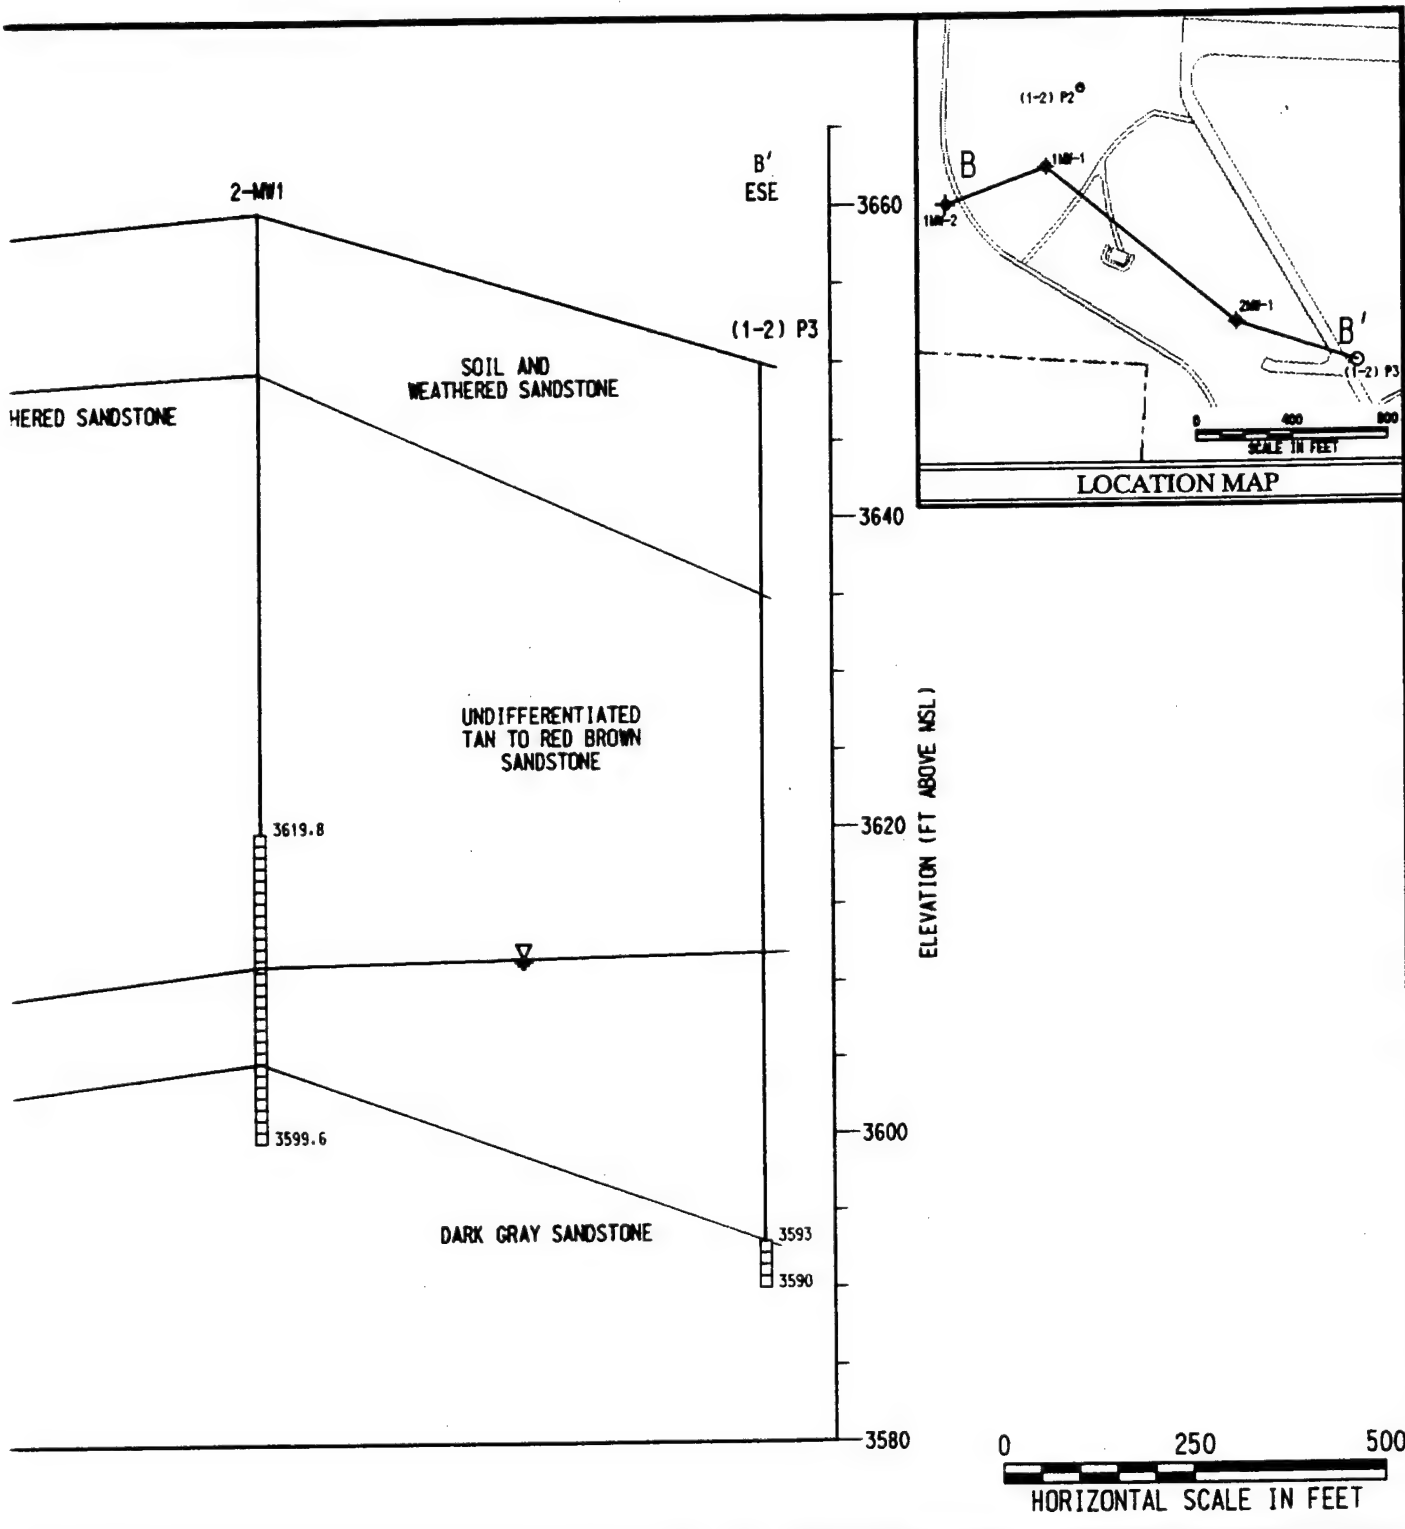 2-MW1
B'
ESE
(1-2) P3
SOIL AND
WEATHERED SANDSTONE
HERED SANDSTONE
UNDIFFERENTIATED
TAN TO RED BROWN
SANDSTONE
3619.8
3599.6
DARK GRAY SANDSTONE
3593
3590
3660
3640
3620
3600
3580
ELEVATION (FT ABOVE MSL)
(1-2) P2
B
1MW-1
1MW-2
2MW-1
B'
(1-2) P3
0 400 800
SCALE IN FEET
LOCATION MAP
0 250 500
HORIZONTAL SCALE IN FEET